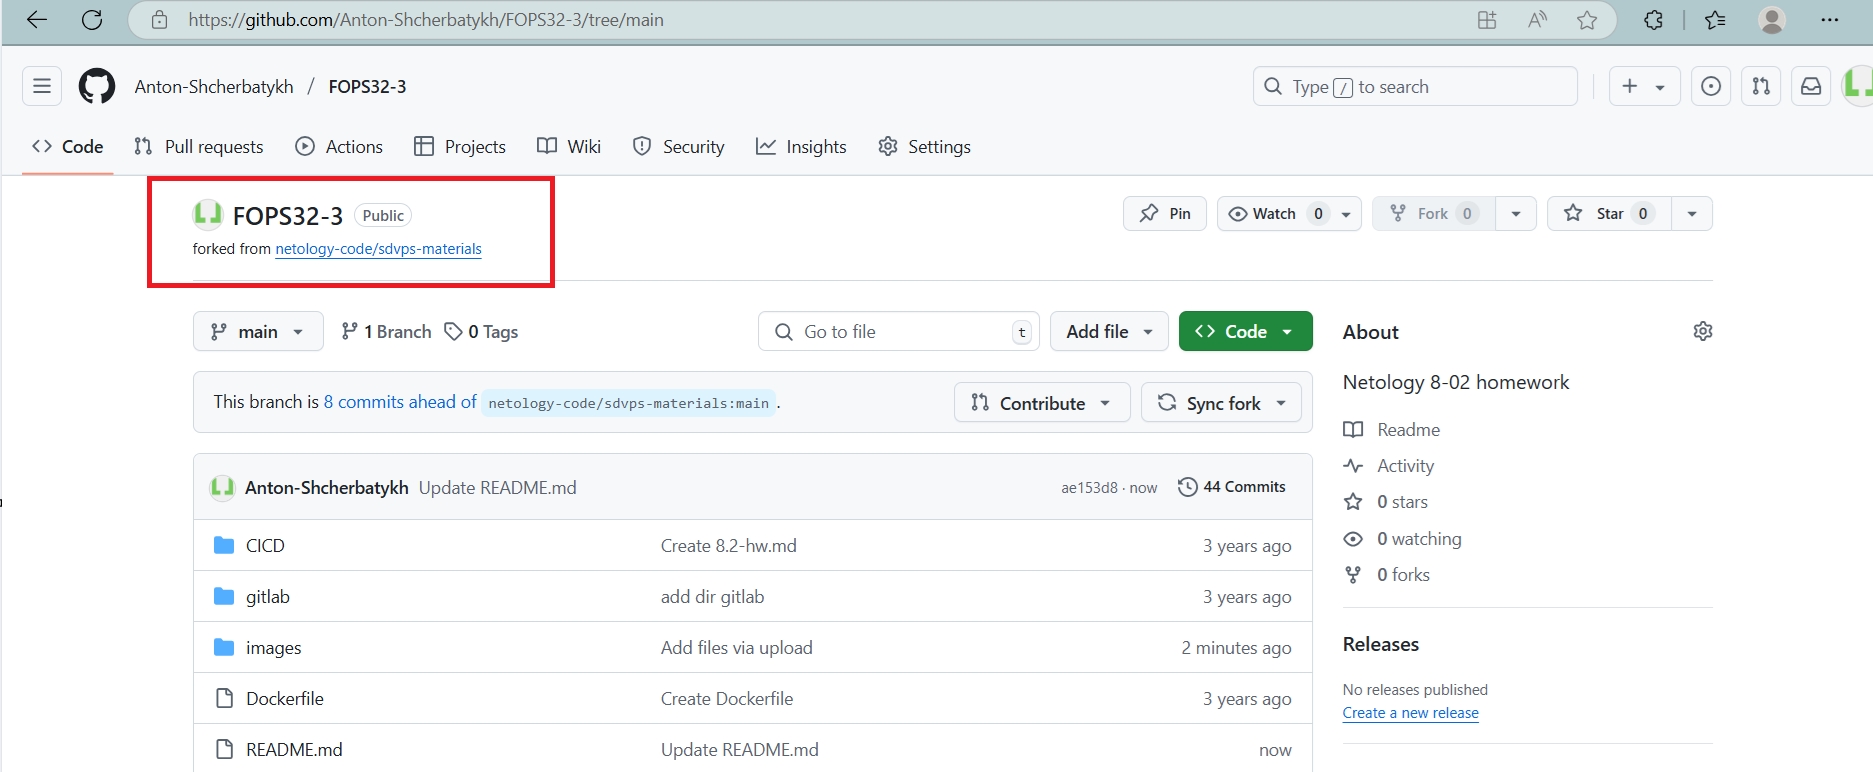 https://github.com/Anton-Shcherbatykh/FOPS32-3/tree/main
Anton-Shcherbatykh / FOPS32-3
Type / to search
Code Pull requests Actions Projects Wiki Security Insights Settings
FOPS32-3 Public
forked from netology-code/sdvps-materials
Pin Watch 0 Fork 0 Star 0
main 1 Branch 0 Tags Go to file t Add file Code
This branch is 8 commits ahead of netology-code/sdvps-materials:main .
Contribute Sync fork
Anton-Shcherbatykh Update README.md ae153d8 · now 44 Commits
CICD Create 8.2-hw.md 3 years ago
gitlab add dir gitlab 3 years ago
images Add files via upload 2 minutes ago
Dockerfile Create Dockerfile 3 years ago
README.md Update README.md now
About
Netology 8-02 homework
Readme
Activity
0 stars
0 watching
0 forks
Releases
No releases published
Create a new release